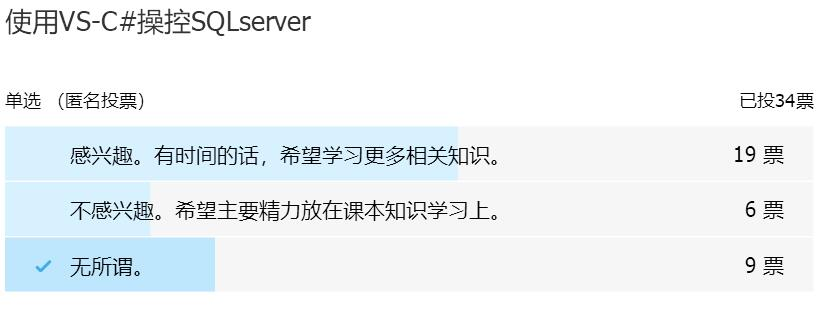 使用VS-C#操控SQLserver
单选 （匿名投票） 已投34票
感兴趣。有时间的话，希望学习更多相关知识。 19 票
不感兴趣。希望主要精力放在课本知识学习上。 6 票
无所谓。 9 票